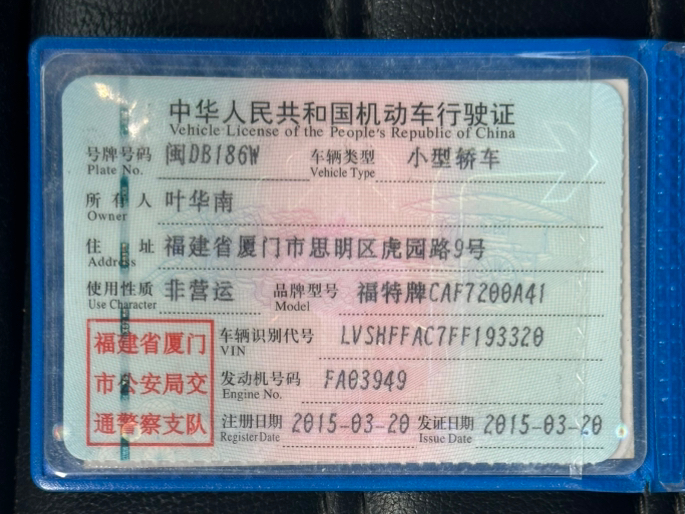 中华人民共和国机动车行驶证
Vehicle License of the People's Republic of China
号牌号码 闽DB186W 车辆类型 小型轿车
Plate No. Vehicle Type
所有人 叶华南
Owner
住址 福建省厦门市思明区虎园路9号
Address
使用性质 非营运 品牌型号 福特牌CAF7200A41
Use Character Model
福建省厦门 车辆识别代号 LVSHFFAC7FF193320
VIN
市公安局交 发动机号码 FA03949
Engine No.
通警察支队 注册日期 2015-03-20 发证日期 2015-03-20
Register Date Issue Date